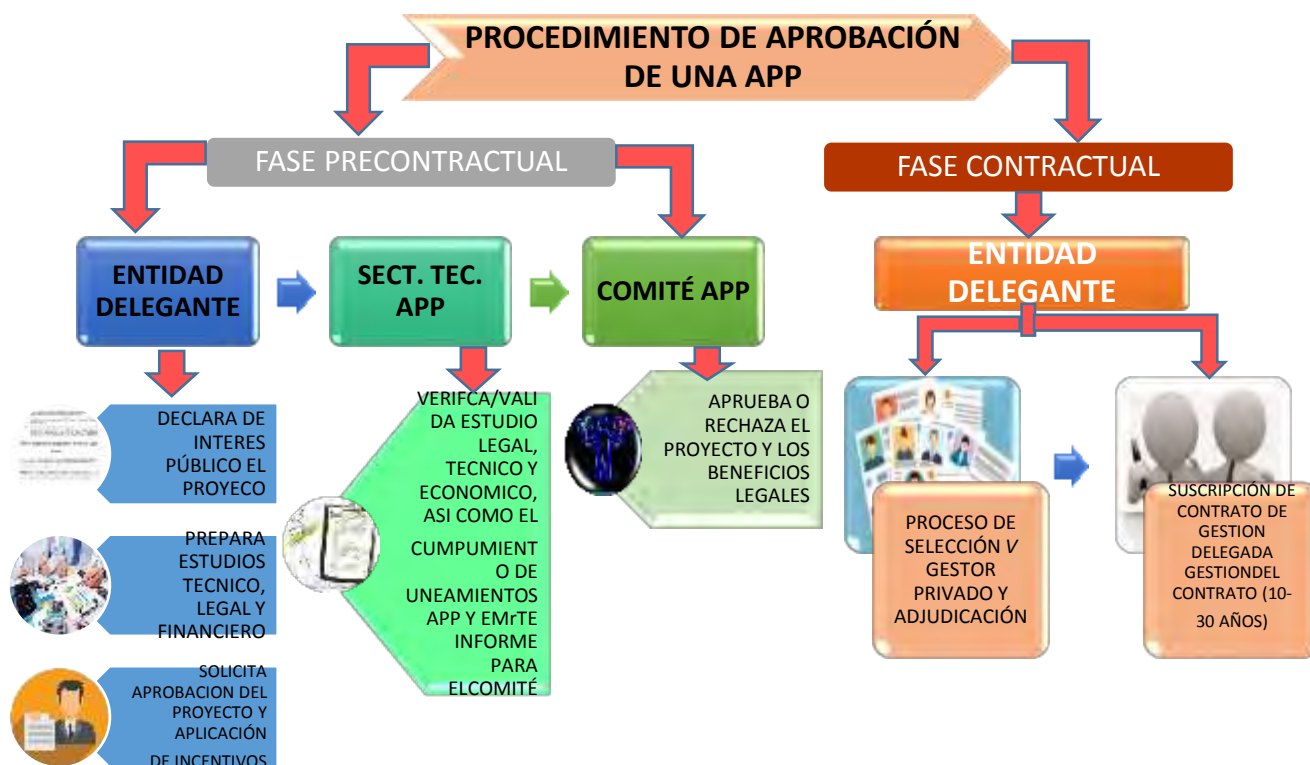 PROCEDIMIENTO DE APROBACIÓN
DE UNA APP
FASE PRECONTRACTUAL
FASE CONTRACTUAL
ENTIDAD
DELEGANTE
SECT. TEC.
APP
COMITÉ APP
ENTIDAD
DELEGANTE
DECLARA DE
INTERES
PÚBLICO EL
PROYECO
PREPARA
ESTUDIOS
TECNICO,
LEGAL Y
FINANCIERO
SOLICITA
APROBACION DEL
PROYECTO Y
APLICACIÓN
DE INCENTIVOS
VERIFCA/VALI
DA ESTUDIO
LEGAL,
TECNICO Y
ECONOMICO,
ASI COMO EL
CUMPUMIENT
O DE
UNEAMIENTOS
APP Y EMrTE
INFORME
PARA
ELCOMITÉ
APRUEBA O
RECHAZA EL
PROYECTO Y LOS
BENEFICIOS
LEGALES
PROCESO DE
SELECCIÓN V
GESTOR
PRIVADO Y
ADJUDICACIÓN
SUSCRIPCIÓN DE
CONTRATO DE
GESTION
DELEGADA
GESTIONDEL
CONTRATO (10-
30 AÑOS)